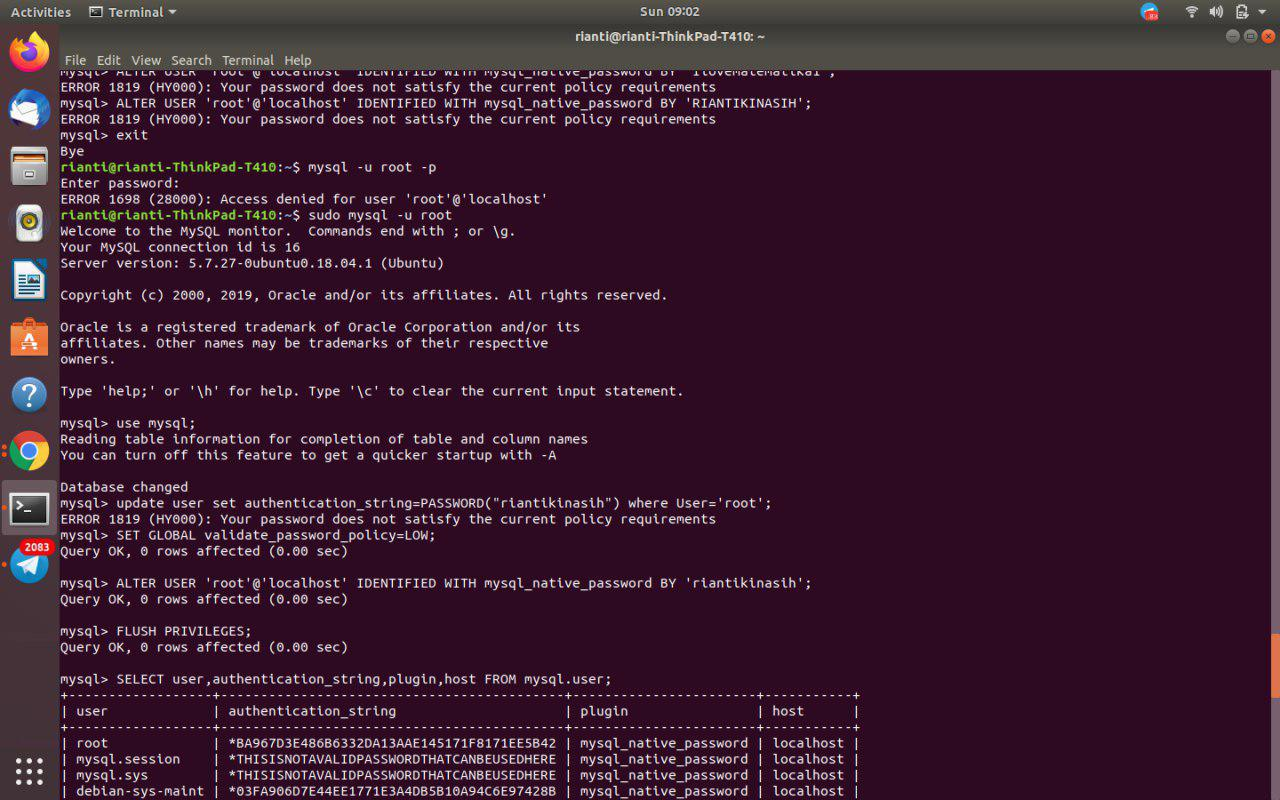 Activities Terminal Sun 09:02
83
rianti@rianti-ThinkPad-T410: ~
File Edit View Search Terminal Help
mysql> ALTER USER 'root'@'localhost' IDENTIFIED WITH mysql_native_password BY
ERROR 1819 (HY000): Your password does not satisfy the current policy requirements
mysql> ALTER USER 'root'@'localhost' IDENTIFIED WITH mysql_native_password BY 'RIANTIKINASIH';
ERROR 1819 (HY000): Your password does not satisfy the current policy requirements
mysql> exit
Bye
rianti@rianti-ThinkPad-T410:~$ mysql -u root -p
Enter password:
ERROR 1698 (28000): Access denied for user 'root'@'localhost'
rianti@rianti-ThinkPad-T410:~$ sudo mysql -u root
Welcome to the MySQL monitor.  Commands end with ; or \g.
Your MySQL connection id is 16
Server version: 5.7.27-0ubuntu0.18.04.1 (Ubuntu)
Copyright (c) 2000, 2019, Oracle and/or its affiliates. All rights reserved.
Oracle is a registered trademark of Oracle Corporation and/or its
affiliates. Other names may be trademarks of their respective
owners.
Type 'help;' or '\h' for help. Type '\c' to clear the current input statement.
mysql> use mysql;
Reading table information for completion of table and column names
You can turn off this feature to get a quicker startup with -A
Database changed
mysql> update user set authentication_string=PASSWORD("riantikinasih") where User='root';
ERROR 1819 (HY000): Your password does not satisfy the current policy requirements
mysql> SET GLOBAL validate_password_policy=LOW;
Query OK, 0 rows affected (0.00 sec)
mysql> ALTER USER 'root'@'localhost' IDENTIFIED WITH mysql_native_password BY 'riantikinasih';
Query OK, 0 rows affected (0.00 sec)
mysql> FLUSH PRIVILEGES;
Query OK, 0 rows affected (0.00 sec)
mysql> SELECT user,authentication_string,plugin,host FROM mysql.user;
+------------------+-------------------------------------------+-----------------------+-----------+
| user             | authentication_string                     | plugin                | host      |
+------------------+-------------------------------------------+-----------------------+-----------+
| root             | *BA967D3E486B6332DA13AAE145171F8171EE5B42 | mysql_native_password | localhost |
| mysql.session    | *THISISNOTAVALIDPASSWORDTHATCANBEUSEDHERE | mysql_native_password | localhost |
| mysql.sys        | *THISISNOTAVALIDPASSWORDTHATCANBEUSEDHERE | mysql_native_password | localhost |
| debian-sys-maint | *03FA906D7E44EE1771E3A4DB5B10A94C6E97428B | mysql_native_password | localhost |
2083